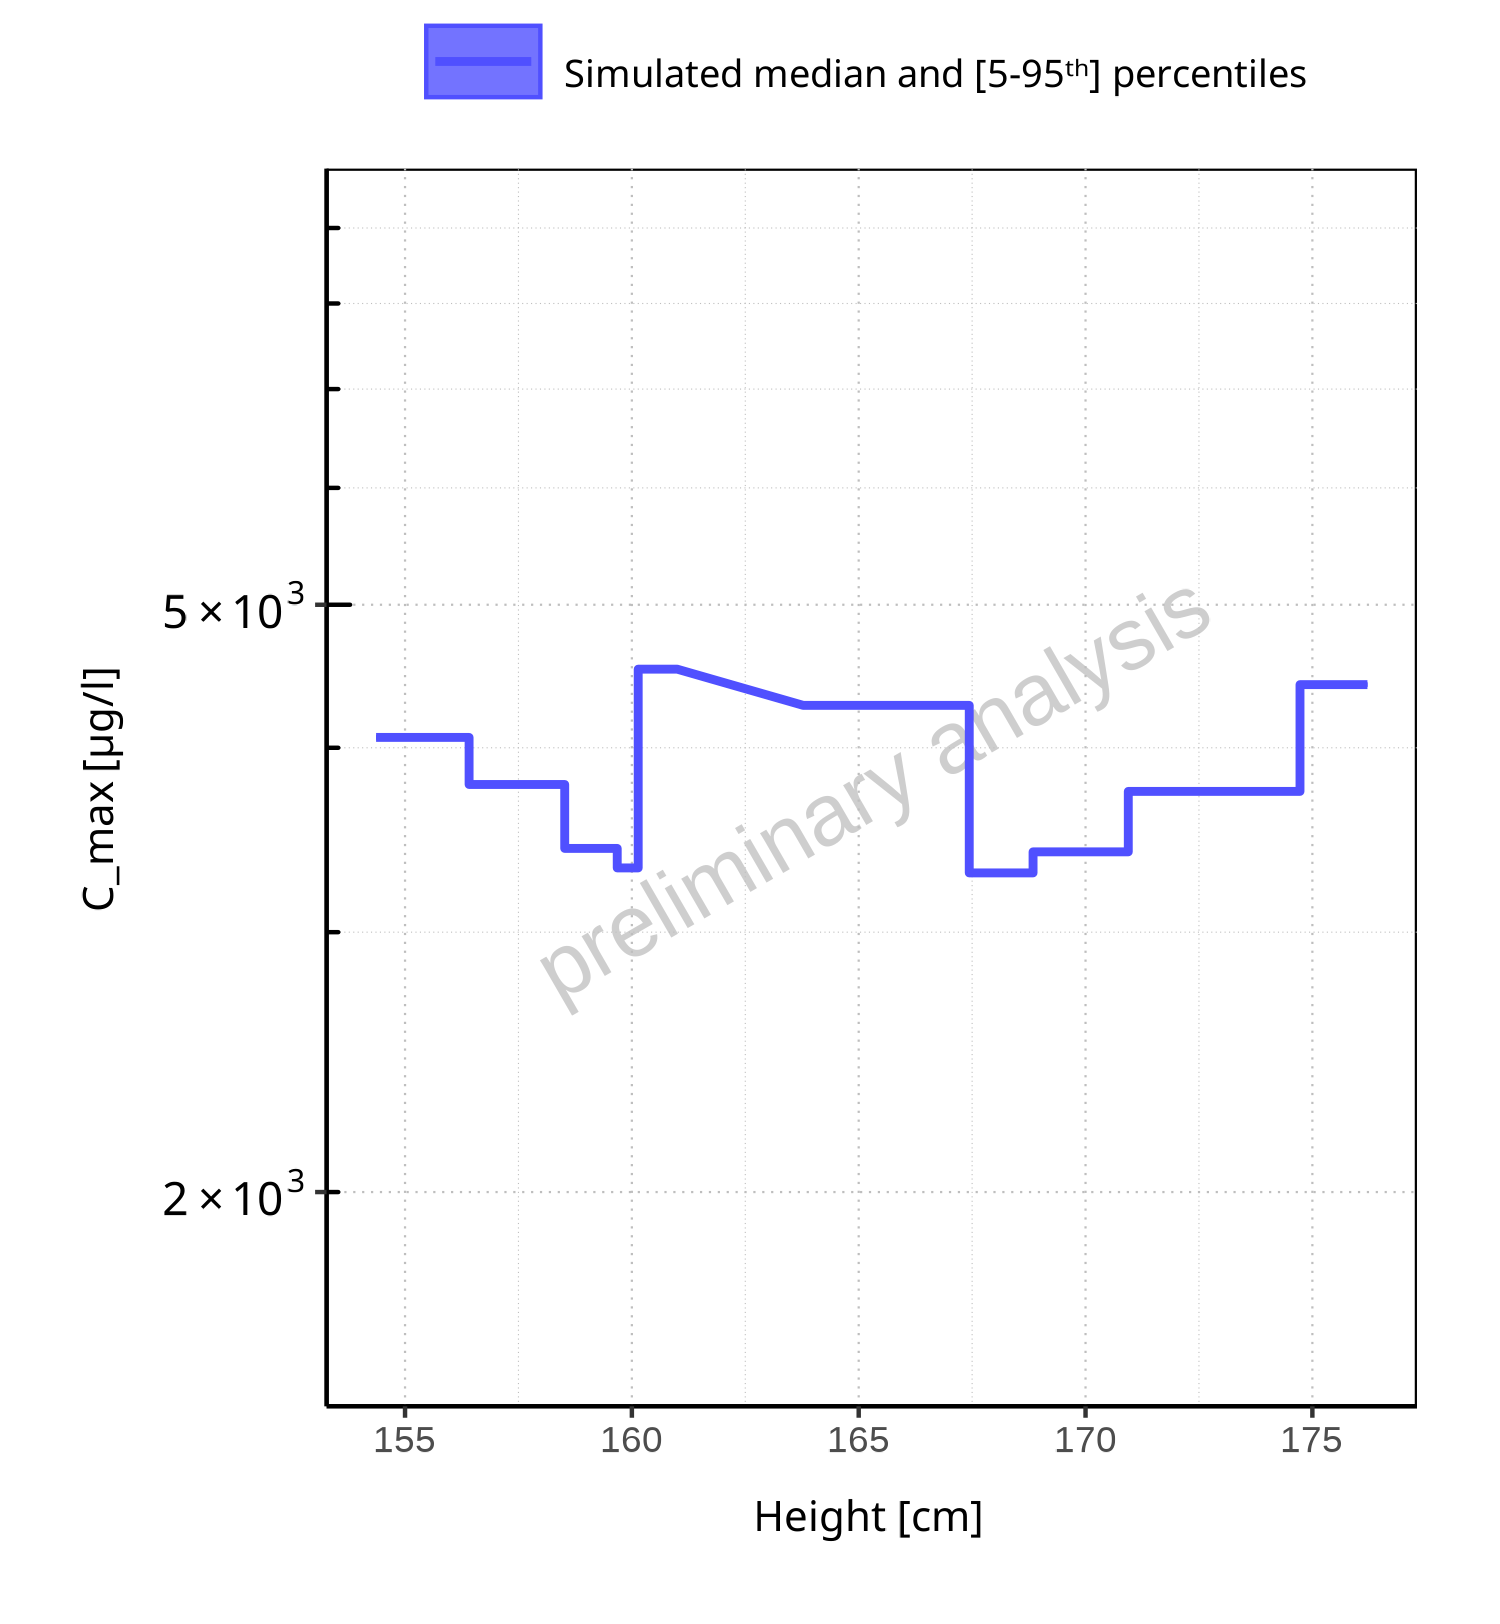 Simulated median and [5-95ᵗʰ] percentiles
5 × 10³
2 × 10³
C_max [µg/l]
preliminary analysis
155 160 165 170 175
Height [cm]